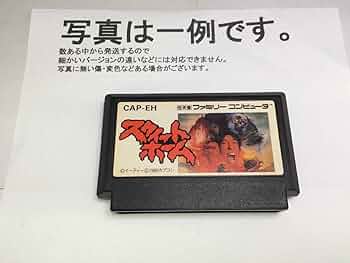 写真は一例です。
数ある中から発送するので
細かいバージョンの違いなどには対応できません。
写真に無い傷・変色などある場合がございます。
CAP-EH
ファミリー コンピュータ
スウィート
ホーム